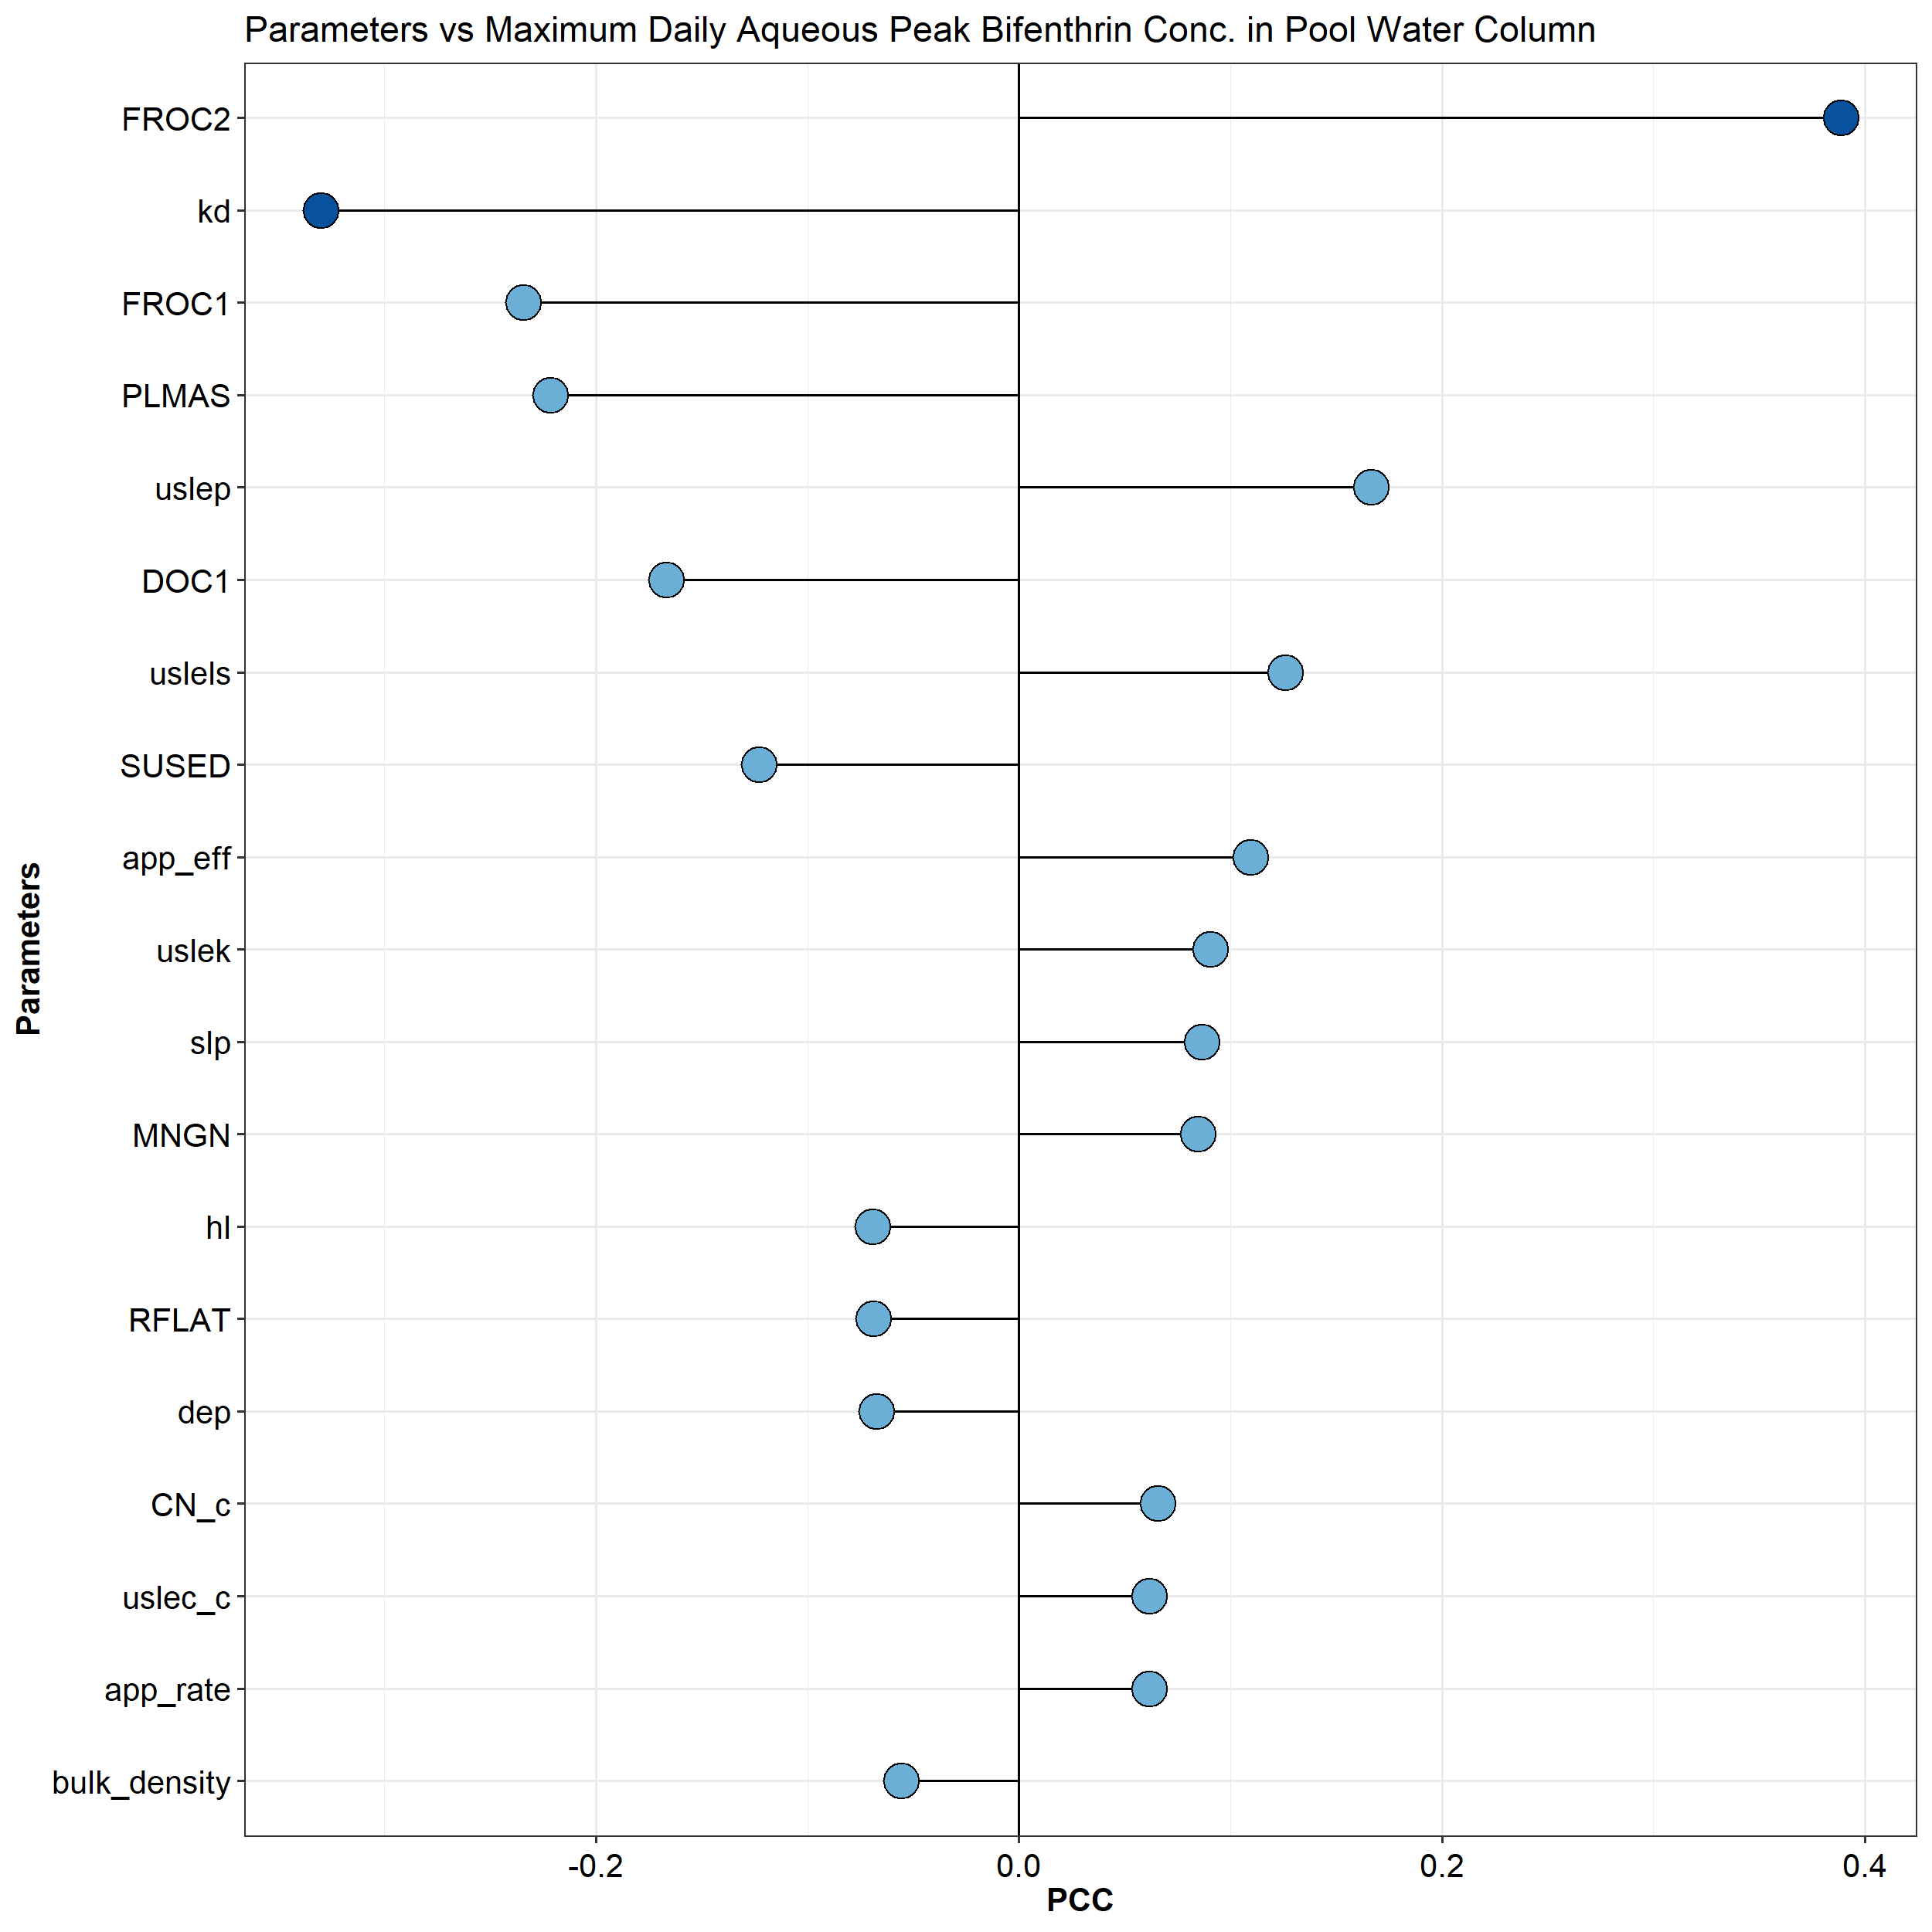 Parameters vs Maximum Daily Aqueous Peak Bifenthrin Conc. in Pool Water Column
FROC2
kd
FROC1
PLMAS
uslep
DOC1
uslels
SUSED
app_eff
uslek
slp
MNGN
hl
RFLAT
dep
CN_c
uslec_c
app_rate
bulk_density
Parameters
-0.2 0.0 0.2 0.4
PCC